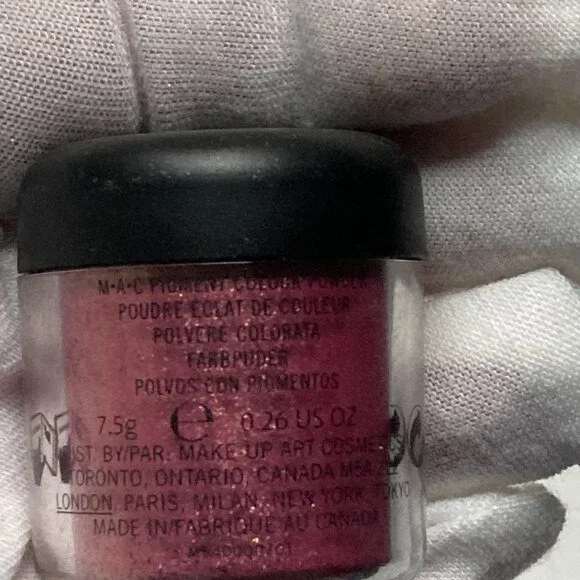 M·A·C PIGMENT COLOUR POWDER
POUDRE ECLAT DE COULEUR
POLVERE COLORATA
FARBPUDER
POLVOS CON PIGMENTOS
7.5g e 0.26 US OZ
DIST BY/PAR. MAKE-UP ART COSME
TORONTO, ONTARIO, CANADA M5A
LONDON, PARIS, MILAN, NEW YORK, TOKYO
MADE IN/FABRIQUE AU CANADA